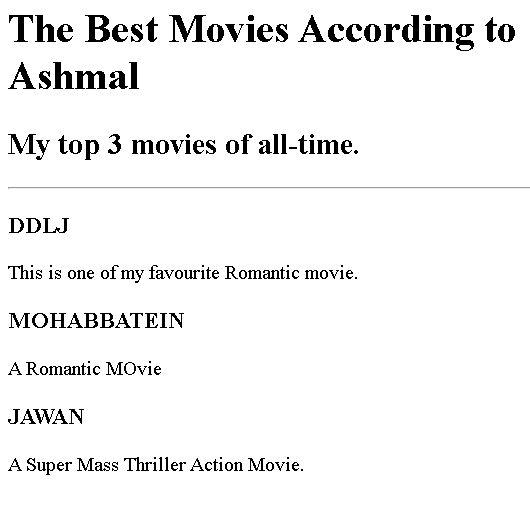 The Best Movies According to
Ashmal
My top 3 movies of all-time.
DDLJ
This is one of my favourite Romantic movie.
MOHABBATEIN
A Romantic MOvie
JAWAN
A Super Mass Thriller Action Movie.